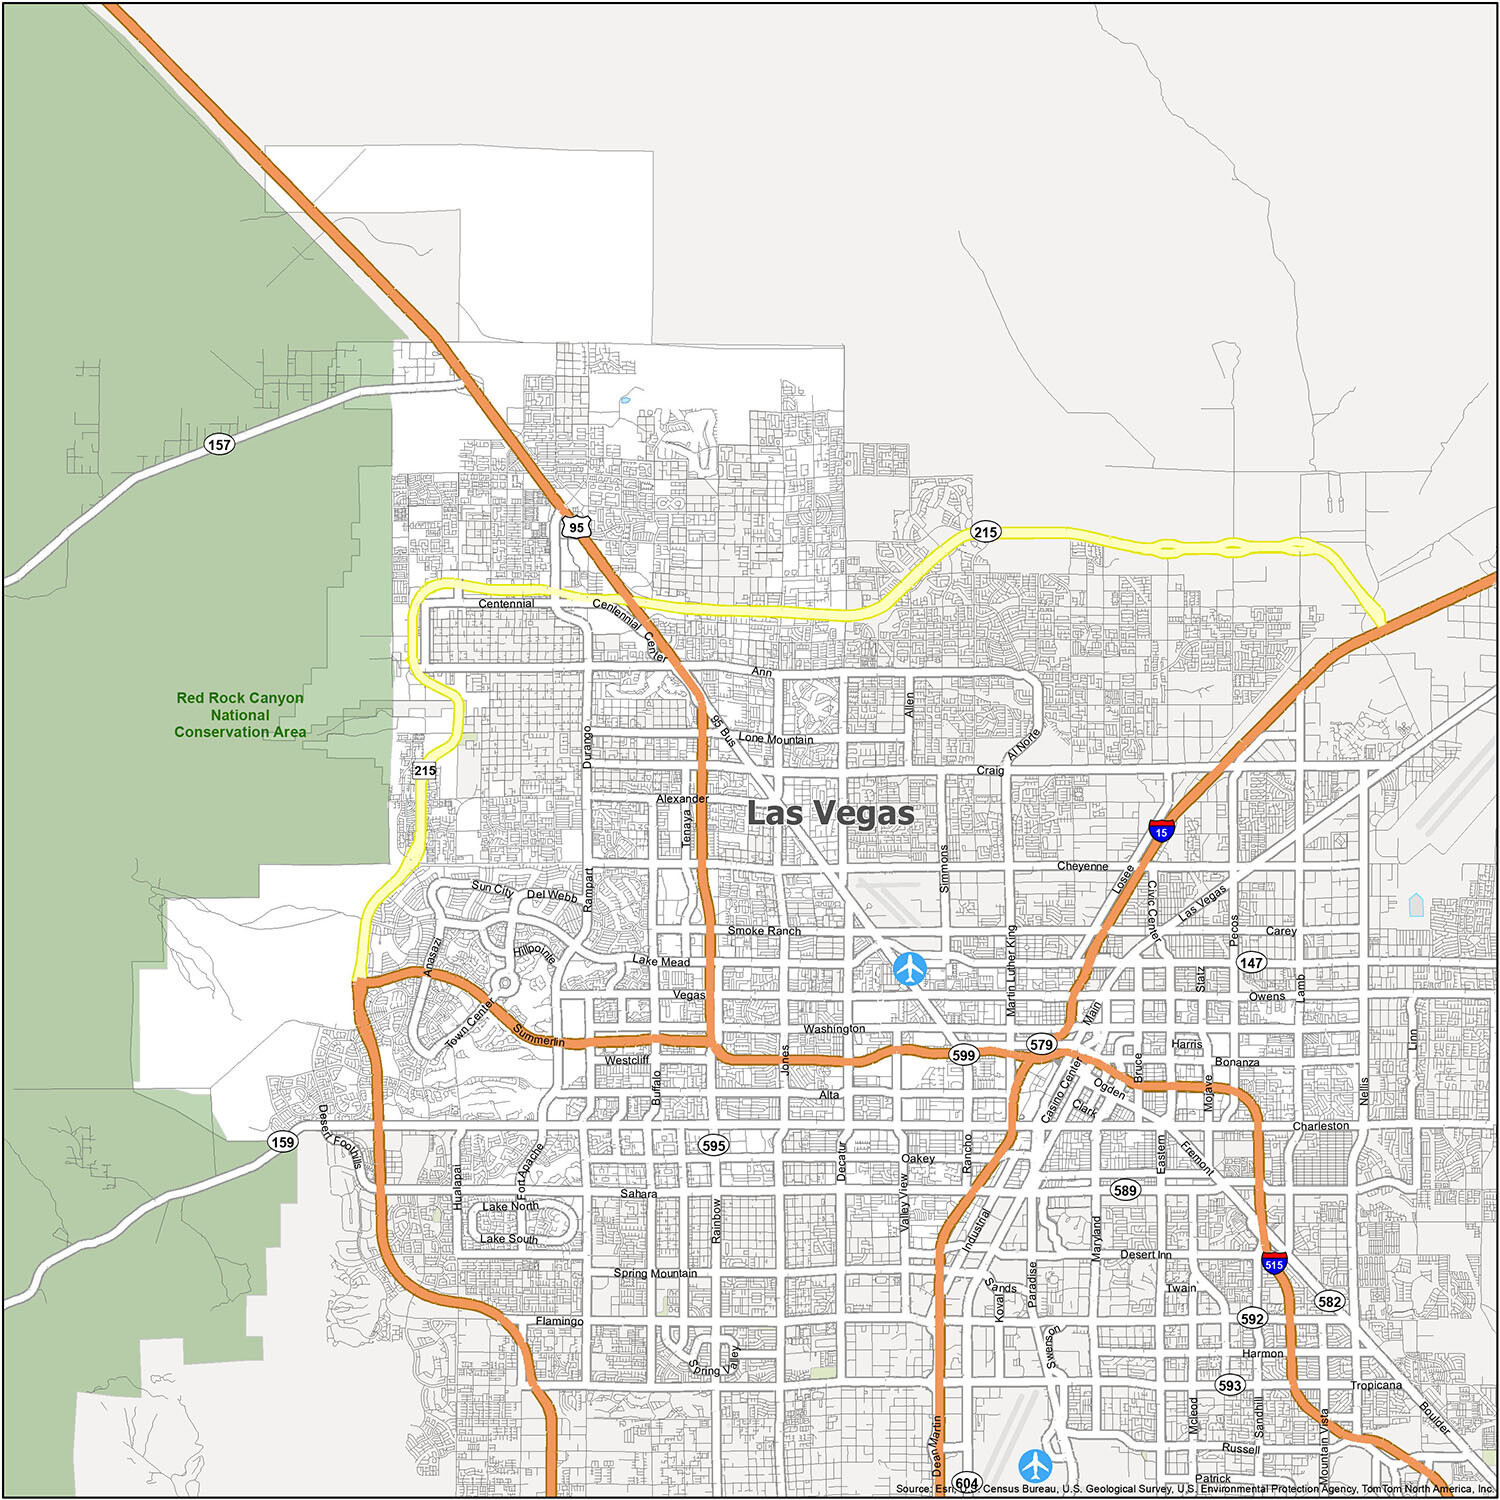 157
95
215
Centennial
Centennial Center
Ann
Allen
Red Rock Canyon
National
Conservation Area
95 Bus
Lone Mountain
Durango
Al Norte
215
Craig
Alexander
Las Vegas
Tenaya
15
Cheyenne
Simmons
Losee
Sun City
Del Webb
Rampart
Civic Center
Las Vegas
Smoke Ranch
Pecos
Carey
Anasazi
Hillpointe
Lake Mead
Martin Luther King
147
Statz
Lamb
Vegas
Owens
Town Center
Summerlin
Main
Washington
Linn
579
Harris
599
Westcliff
Jones
Bonanza
Bruce
Buffalo
Casino Center
Ogden
Mojave
Nellis
Alta
Clark
Desert Foothills
Charleston
159
595
Fort Apache
Decatur
Oakey
Rancho
Eastern
Fremont
Hualapai
Sahara
589
Lake North
Valley View
Rainbow
Industrial
Maryland
Lake South
Desert Inn
515
Spring Mountain
Sands
Koval
Paradise
Twain
582
Flamingo
592
Swenson
Harmon
Spring Valley
593
Tropicana
Mcleod
Sandhill
Boulder
Mountain Vista
Dean Martin
Russell
Patrick
604
Source: Esri, Census Bureau, U.S. Geological Survey, U.S. Environmental Protection Agency, TomTom North America, Inc.